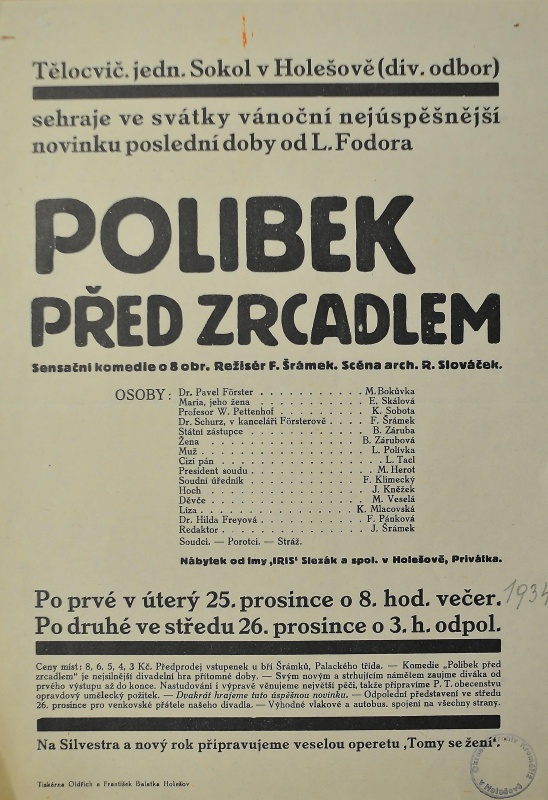 Tělocvič. jedn. Sokol v Holešově (div. odbor)
sehraje ve svátky vánoční nejúspěšnější
novinku poslední doby od L. Fodora
POLIBEK
PŘED ZRCADLEM
Sensační komedie o 8 obr. Režisér F. Šrámek. Scéna arch. R. Slováček.
OSOBY:
Dr. Pavel Förster . . . . . . . . . . . M. Bokůvka
Maria, jeho žena . . . . . . . . . . . E. Skálová
Profesor W. Pettenhof . . . . . . . . . K. Sobota
Dr. Schurz, v kanceláři Försterově . . . . F. Šrámek
Státní zástupce . . . . . . . . . . . . B. Záruba
Žena . . . . . . . . . . . . . . . . B. Zárubová
Muž . . . . . . . . . . . . . . . . . L. Polívka
Cizí pán . . . . . . . . . . . . . . . . L. Tacl
President soudu . . . . . . . . . . . . M. Herot
Soudní úředník . . . . . . . . . . . F. Klimecký
Hoch . . . . . . . . . . . . . . . . J. Kněžek
Děvče . . . . . . . . . . . . . . . . M. Veselá
Líza . . . . . . . . . . . . . . . K. Mlacovská
Dr. Hilda Freyová . . . . . . . . . . F. Pánková
Redaktor . . . . . . . . . . . . . . . J. Šrámek
Soudci. — Porotci. — Stráž.
Nábytek od fmy ‚IRIS‘ Slezák a spol. v Holešově, Privátka.
Po prvé v úterý 25. prosince o 8. hod. večer. 1934
Po druhé ve středu 26. prosince o 3. h. odpol.
Ceny míst: 8, 6, 5, 4, 3 Kč. Předprodej vstupenek u bří Šrámků, Palackého třída. — Komedie „Polibek před
zrcadlem“ je nejsilnější divadelní hra přítomné doby. — Svým novým a strhujícím námětem zaujme diváka od
prvého výstupu až do konce. Nastudování i výpravě věnujeme největší péči, takže připravíme P. T. obecenstvu
opravdový umělecký požitek. — Dvakrát hrajeme tuto úspěšnou novinku. — Odpolední představení ve středu
26. prosince pro venkovské přátele našeho divadla. — Výhodné vlakové a autobus. spojení na všechny strany.
Na Silvestra a nový rok připravujeme veselou operetu ‚Tomy se žení‘.
Tiskárna Oldřich a František Balatka Holešov